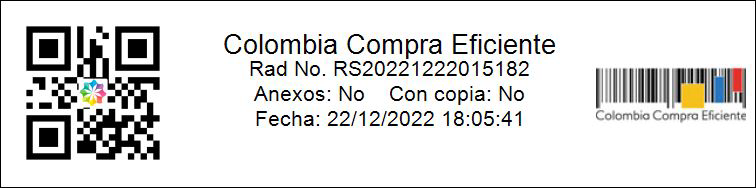 Colombia Compra Eficiente
Rad No. RS20221222015182
Anexos: No Con copia: No
Fecha: 22/12/2022 18:05:41
Colombia Compra Eficiente